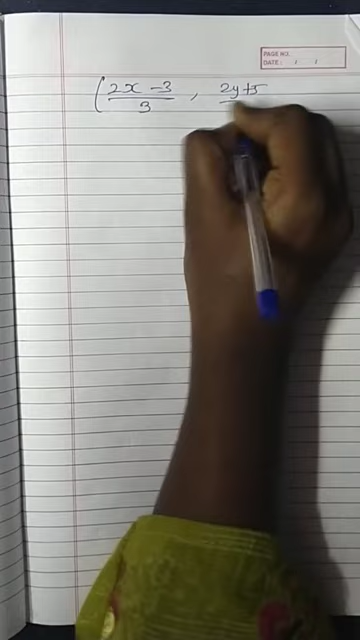 PAGE NO.
DATE: / /
( (2x - 3)/3 , (2y + 5)/